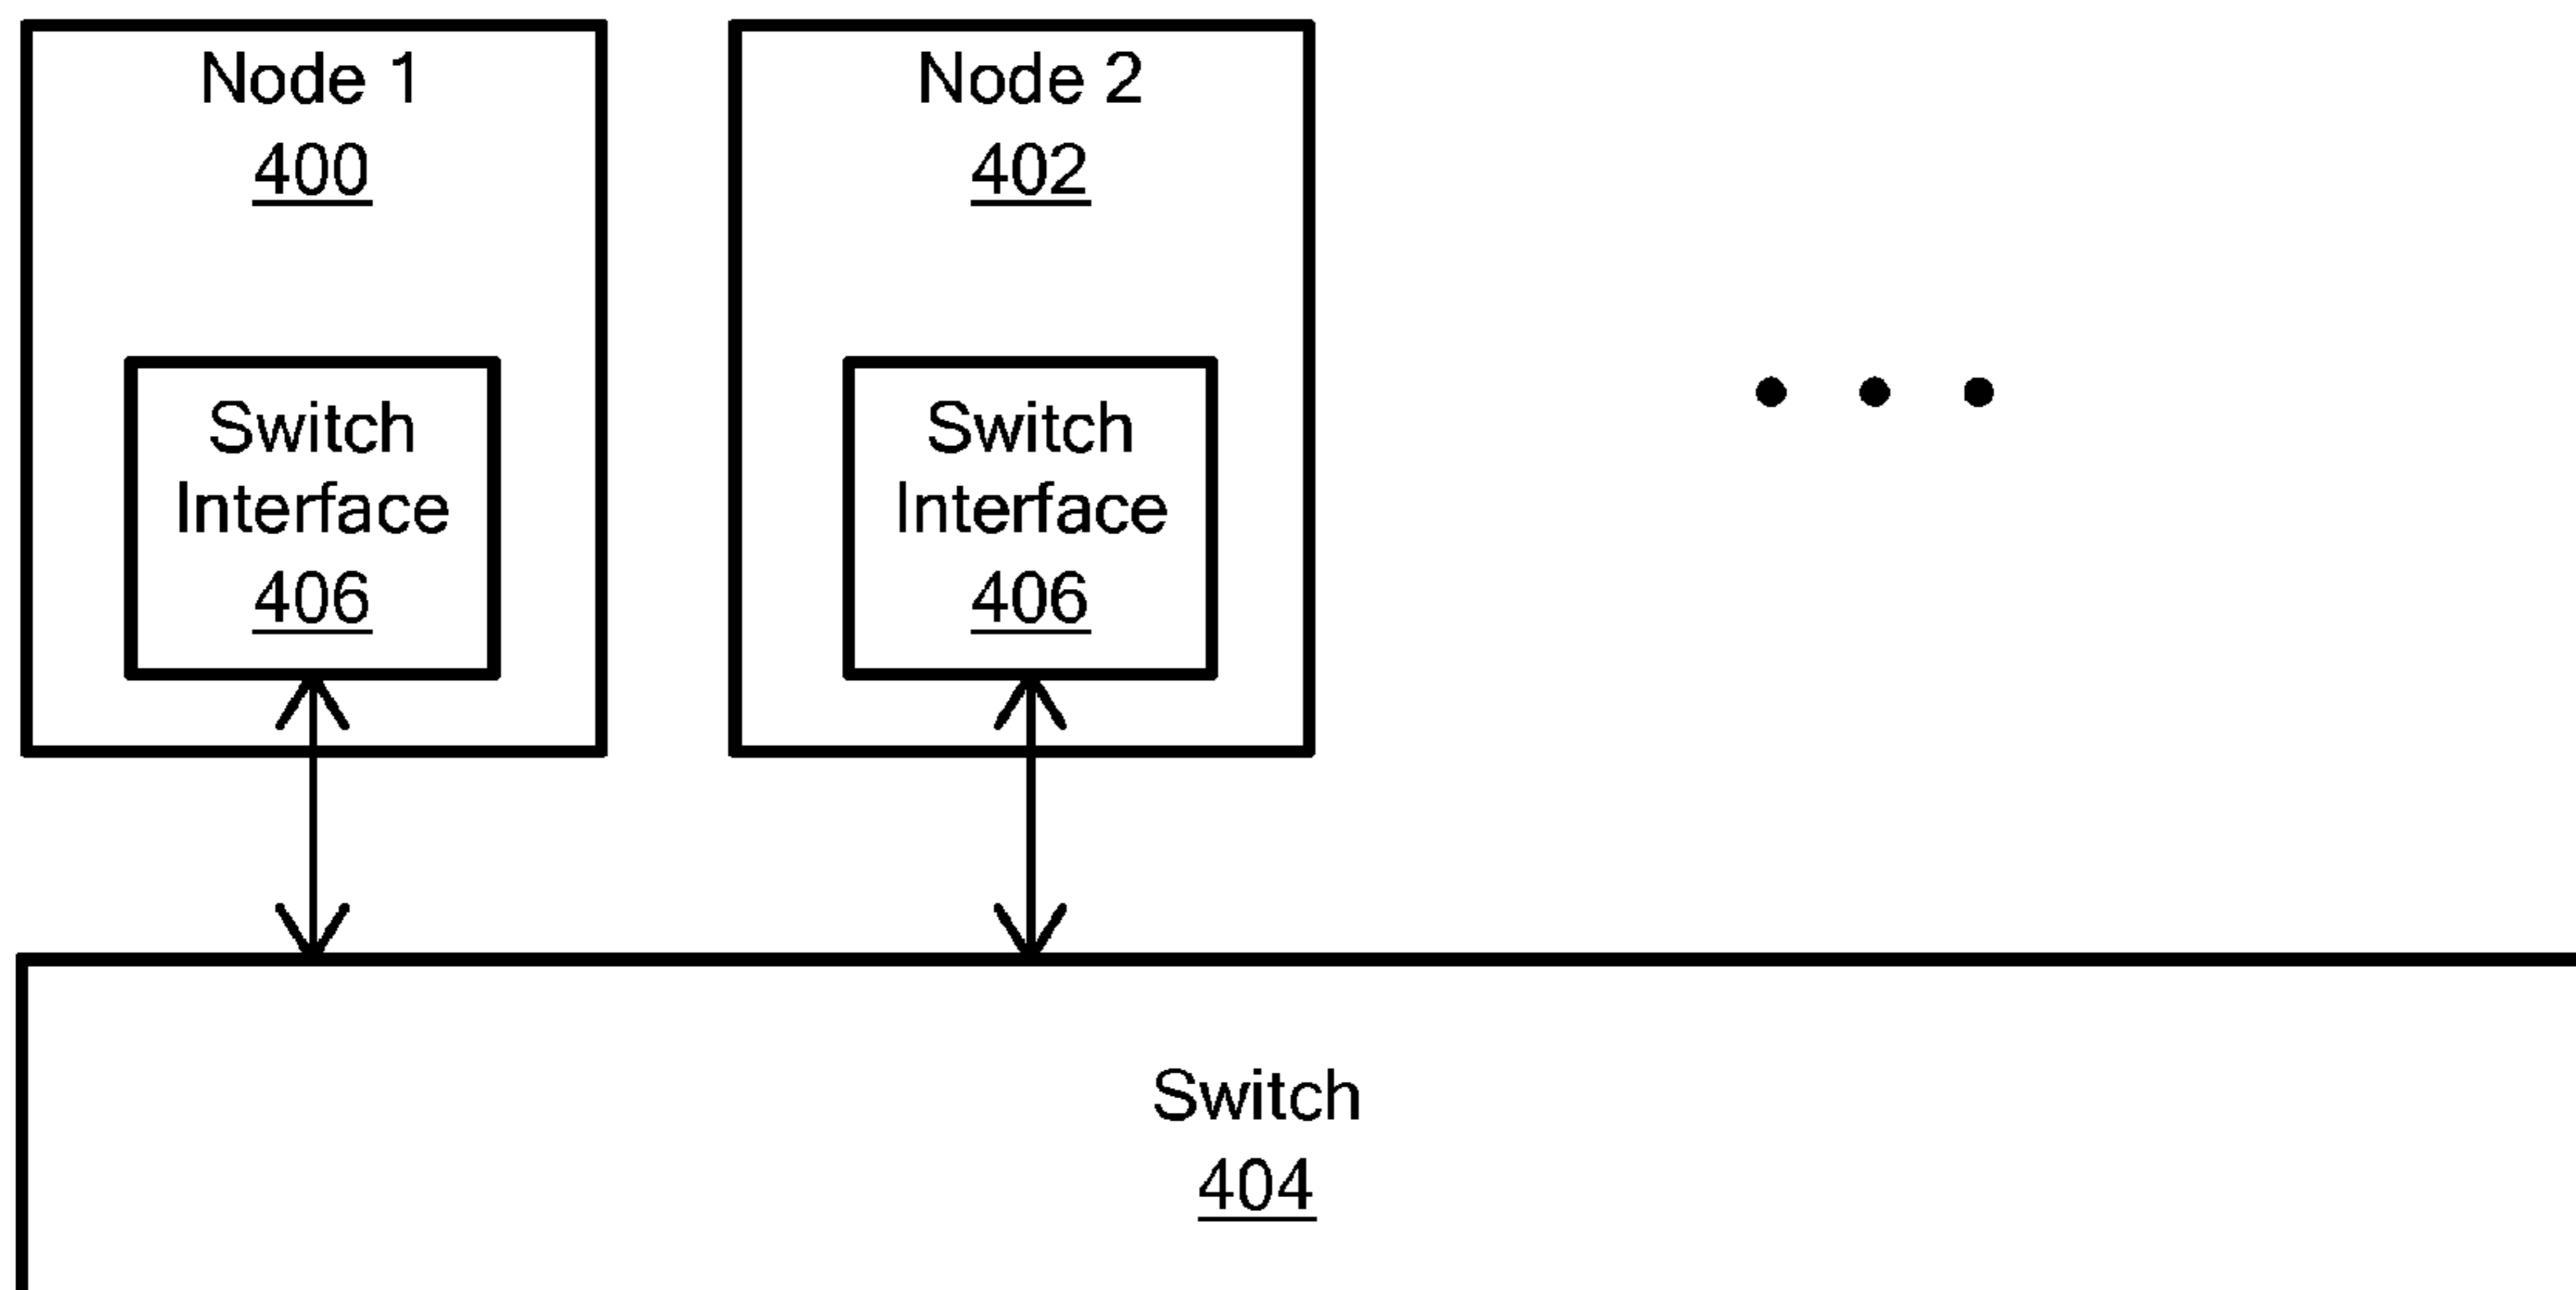 Node 1
400
Switch
Interface
406
Node 2
402
Switch
Interface
406
Switch
404